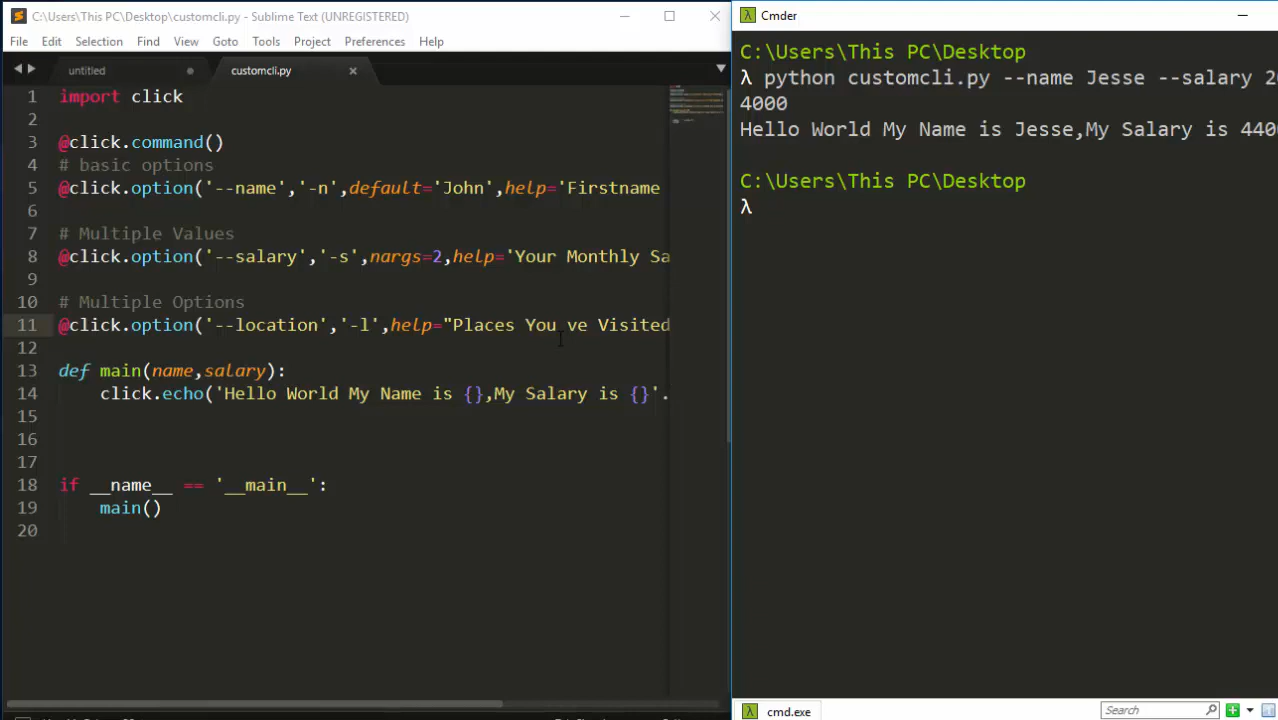 C:\Users\This PC\Desktop\customcli.py - Sublime Text (UNREGISTERED)
File Edit Selection Find View Goto Tools Project Preferences Help
untitled customcli.py
1 import click
2
3 @click.command()
4 # basic options
5 @click.option('--name','-n',default='John',help='Firstname
6
7 # Multiple Values
8 @click.option('--salary','-s',nargs=2,help='Your Monthly Sa
9
10 # Multiple Options
11 @click.option('--location','-l',help="Places You ve Visited
12
13 def main(name,salary):
14 click.echo('Hello World My Name is {},My Salary is {}'.
15
16
17
18 if __name__ == '__main__':
19 main()
20
Cmder
C:\Users\This PC\Desktop
λ python customcli.py --name Jesse --salary 2
4000
Hello World My Name is Jesse,My Salary is 440
C:\Users\This PC\Desktop
λ
λ cmd.exe
Search